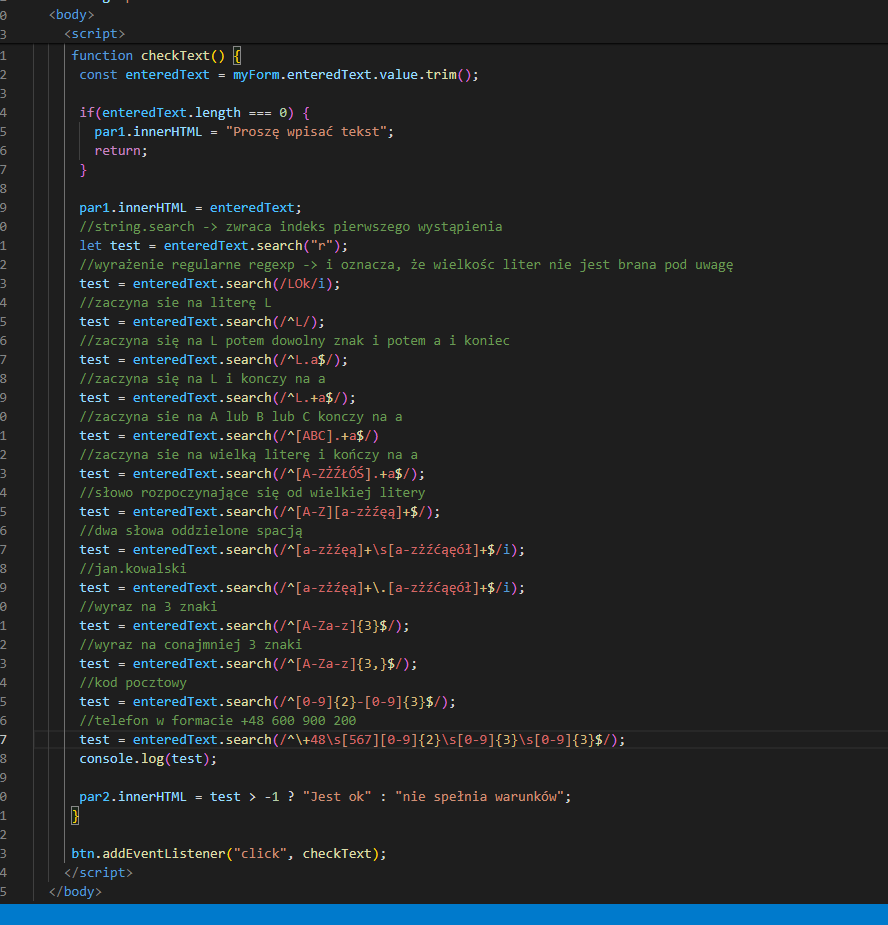 0 <body>
3 <script>
1 function checkText() {
2 const enteredText = myForm.enteredText.value.trim();
3
4 if(enteredText.length === 0) {
5 par1.innerHTML = "Proszę wpisać tekst";
6 return;
7 }
8
9 par1.innerHTML = enteredText;
0 //string.search -> zwraca indeks pierwszego wystąpienia
1 let test = enteredText.search("r");
2 //wyrażenie regularne regexp -> i oznacza, że wielkośc liter nie jest brana pod uwagę
3 test = enteredText.search(/LOk/i);
4 //zaczyna sie na literę L
5 test = enteredText.search(/^L/);
6 //zaczyna się na L potem dowolny znak i potem a i koniec
7 test = enteredText.search(/^L.a$/);
8 //zaczyna się na L i konczy na a
9 test = enteredText.search(/^L.+a$/);
0 //zaczyna sie na A lub B lub C konczy na a
1 test = enteredText.search(/^[ABC].+a$/)
2 //zaczyna sie na wielką literę i kończy na a
3 test = enteredText.search(/^[A-ZŻŹŁÓŚ].+a$/);
4 //słowo rozpoczynające się od wielkiej litery
5 test = enteredText.search(/^[A-Z][a-zżźęą]+$/);
6 //dwa słowa oddzielone spacją
7 test = enteredText.search(/^[a-zżźęą]+\s[a-zżźćąęół]+$/i);
8 //jan.kowalski
9 test = enteredText.search(/^[a-zżźęą]+\.[a-zżźćąęół]+$/i);
0 //wyraz na 3 znaki
1 test = enteredText.search(/^[A-Za-z]{3}$/);
2 //wyraz na conajmniej 3 znaki
3 test = enteredText.search(/^[A-Za-z]{3,}$/);
4 //kod pocztowy
5 test = enteredText.search(/^[0-9]{2}-[0-9]{3}$/);
6 //telefon w formacie +48 600 900 200
7 test = enteredText.search(/^\+48\s[567][0-9]{2}\s[0-9]{3}\s[0-9]{3}$/);
8 console.log(test);
9
0 par2.innerHTML = test > -1 ? "Jest ok" : "nie spełnia warunków";
1 }
2
3 btn.addEventListener("click", checkText);
4 </script>
5 </body>